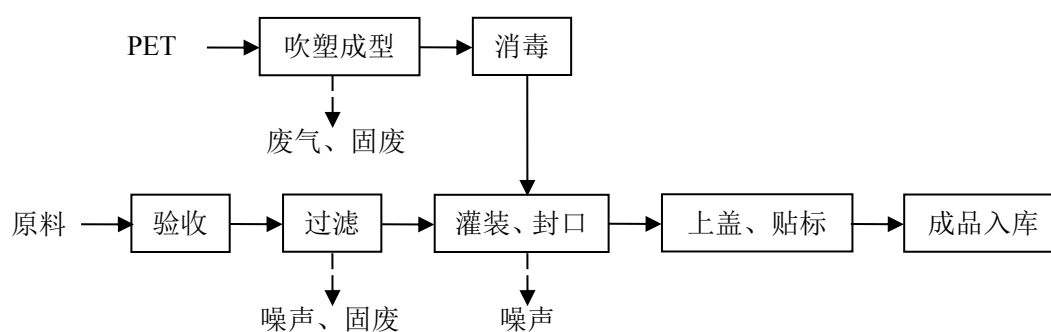 PET 吹塑成型 消毒
废气、固废
原料 验收 过滤 灌装、封口 上盖、贴标 成品入库
噪声、固废 噪声